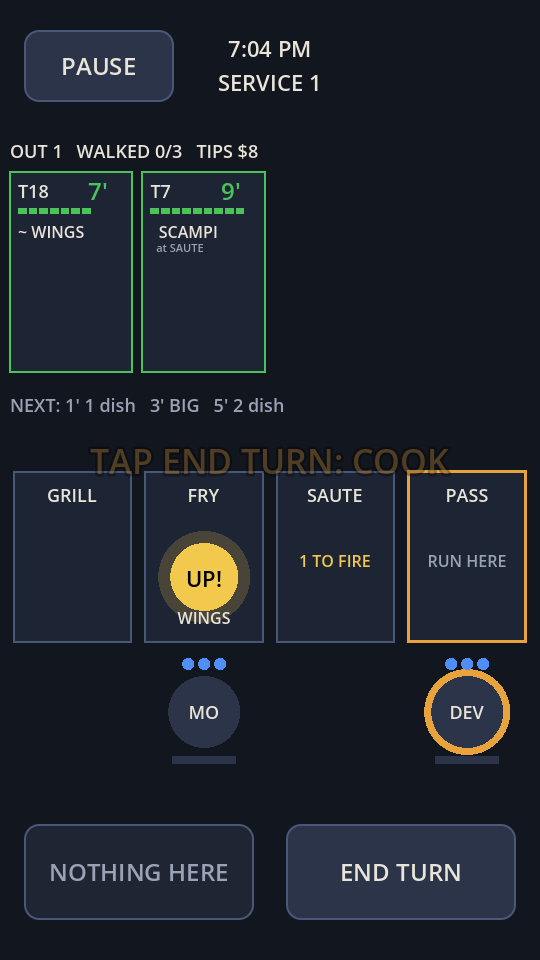 PAUSE
7:04 PM
SERVICE 1
OUT 1 WALKED 0/3 TIPS $8
T18 7'
~ WINGS
T7 9'
SCAMPI
at SAUTE
NEXT: 1' 1 dish 3' BIG 5' 2 dish
TAP END TURN: COOK
GRILL
FRY
SAUTE
PASS
UP!
WINGS
1 TO FIRE
RUN HERE
MO
DEV
NOTHING HERE
END TURN